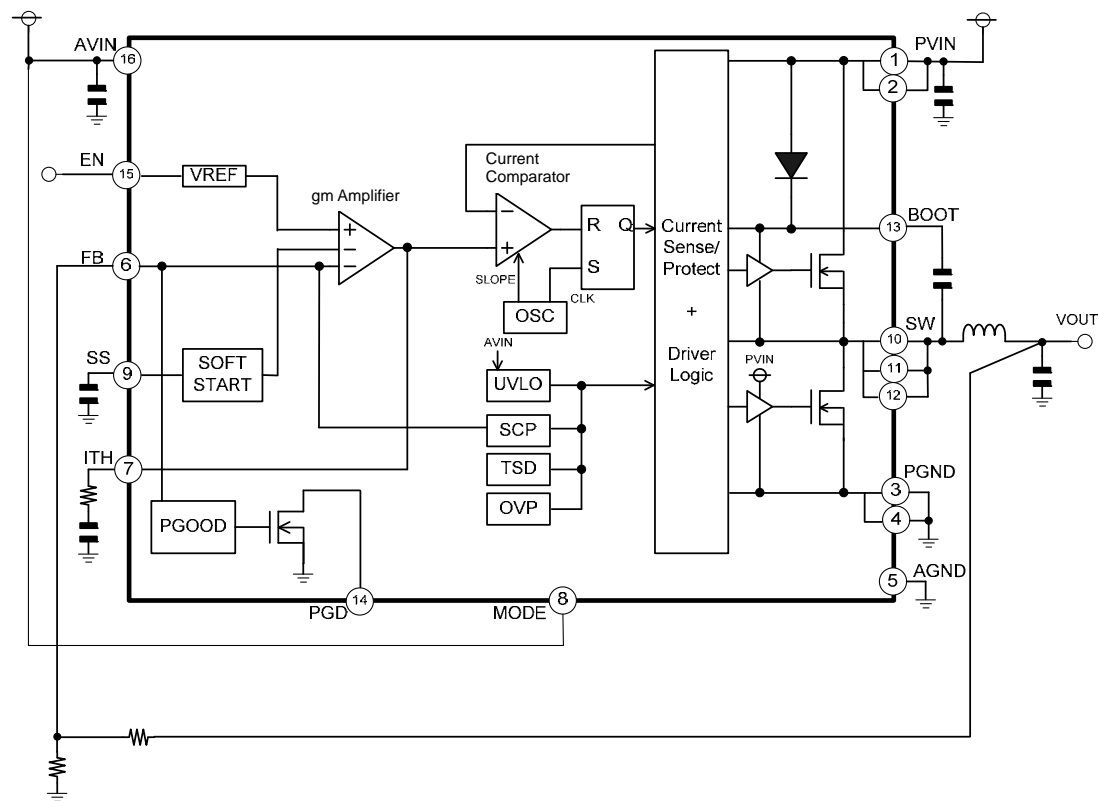 AVIN
16
PVIN
1
2
EN
15
VREF
gm Amplifier
+
−
−
Current
Comparator
−
+
R
Q
S
SLOPE
CLK
OSC
Current
Sense/
Protect
+
Driver
Logic
BOOT
13
FB
6
SS
9
SOFT
START
AVIN
UVLO
SCP
TSD
OVP
PVIN
SW
10
11
12
VOUT
ITH
7
PGOOD
PGND
3
4
AGND
5
PGD
14
MODE
8